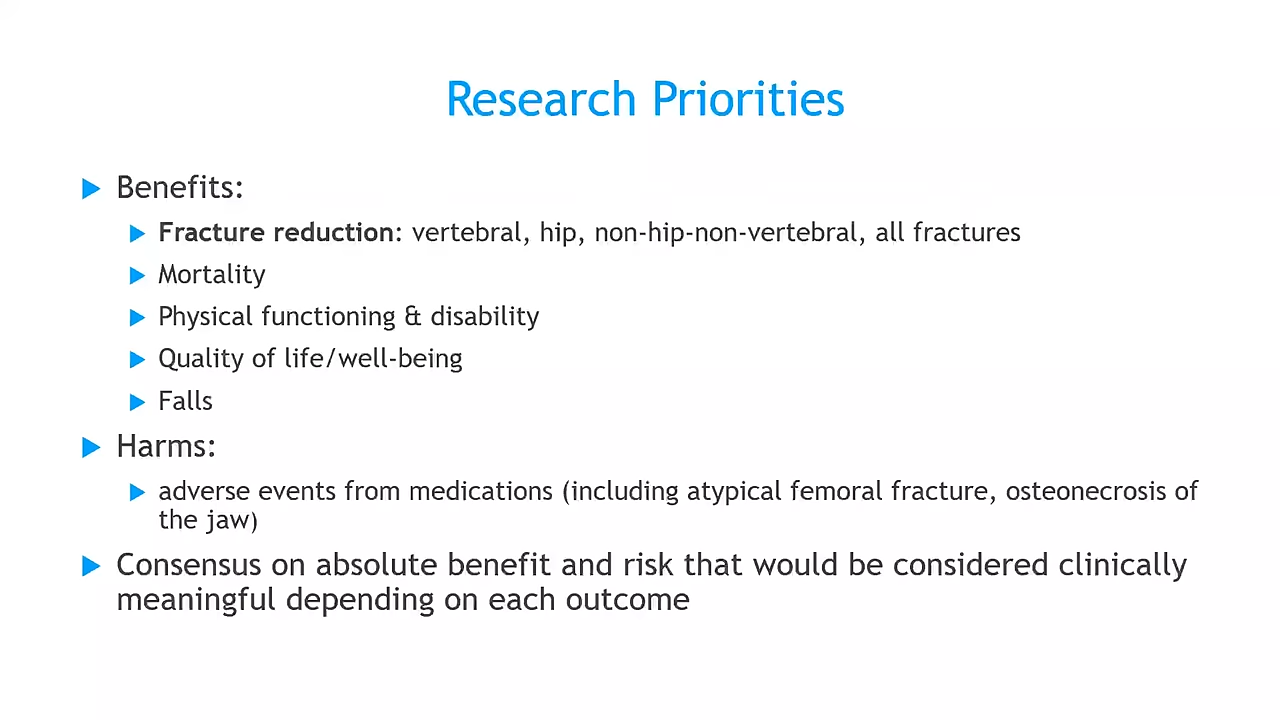 Research Priorities
Benefits:
Fracture reduction: vertebral, hip, non-hip-non-vertebral, all fractures
Mortality
Physical functioning & disability
Quality of life/well-being
Falls
Harms:
adverse events from medications (including atypical femoral fracture, osteonecrosis of
the jaw)
Consensus on absolute benefit and risk that would be considered clinically
meaningful depending on each outcome